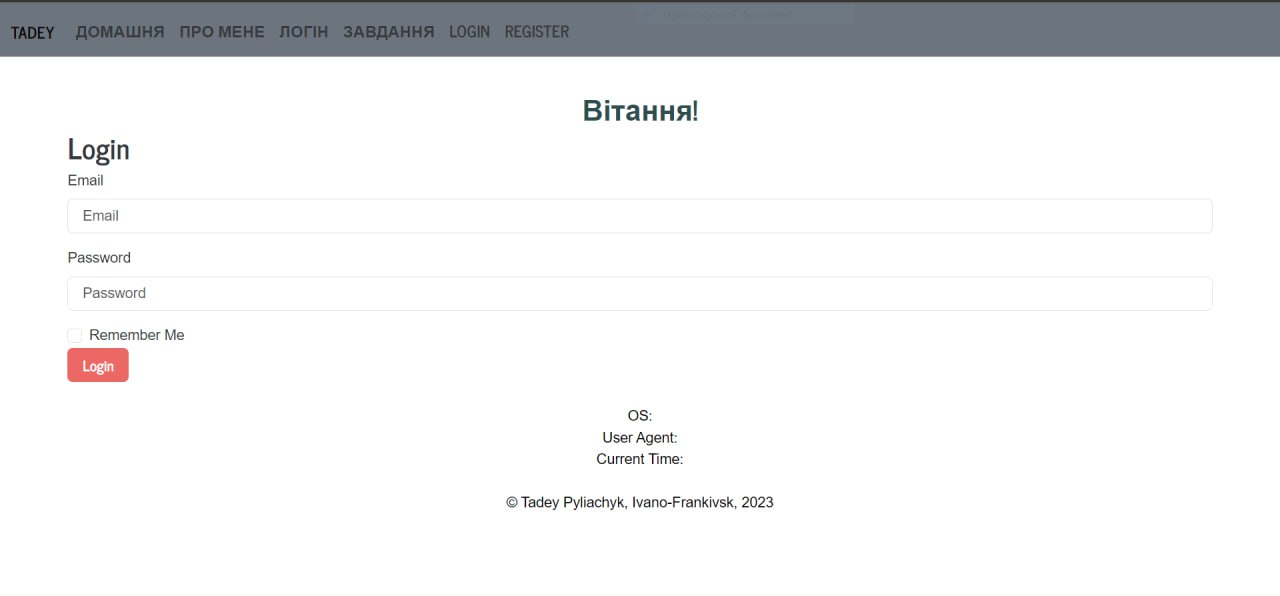 TADEY ДОМАШНЯ ПРО МЕНЕ ЛОГІН ЗАВДАННЯ LOGIN REGISTER
Вітання!
Login
Email
Email
Password
Password
Remember Me
Login
OS:
User Agent:
Current Time:
© Tadey Pyliachyk, Ivano-Frankivsk, 2023